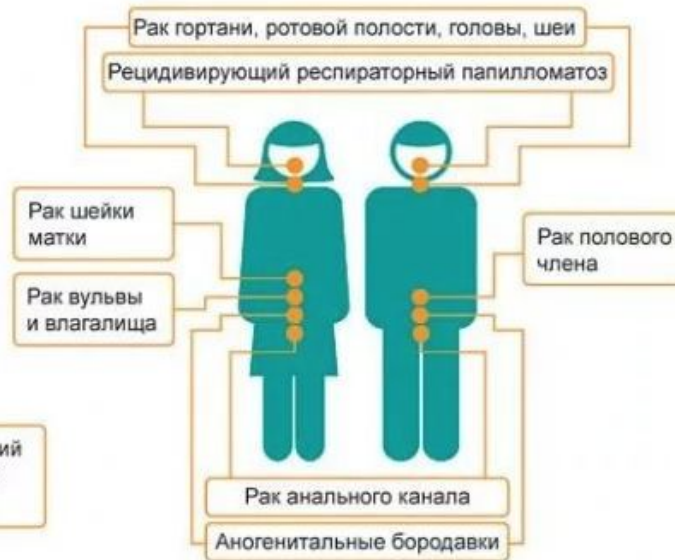 Рак гортани, ротовой полости, головы, шеи
Рецидивирующий респираторный папилломатоз
Рак шейки
матки
Рак полового
члена
Рак вульвы
и влагалища
Рак анального канала
Аногенитальные бородавки